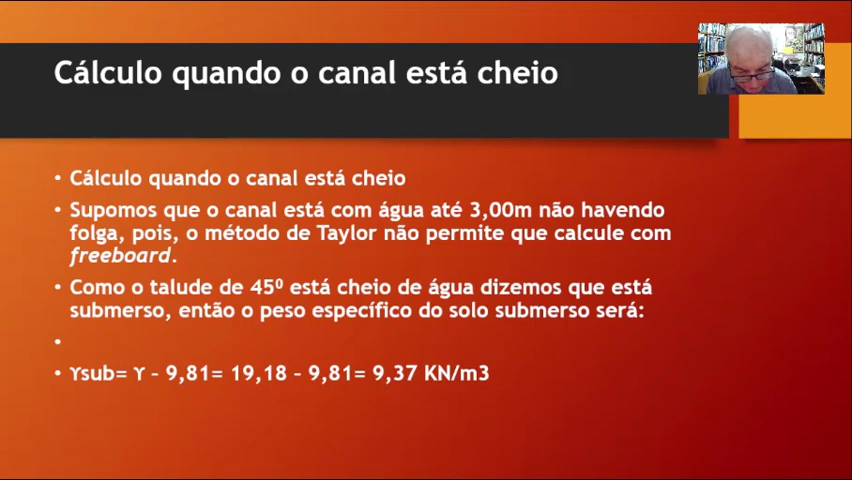 Cálculo quando o canal está cheio
• Cálculo quando o canal está cheio
• Supomos que o canal está com água até 3,00m não havendo
folga, pois, o método de Taylor não permite que calcule com
freeboard.
• Como o talude de 45º está cheio de água dizemos que está
submerso, então o peso específico do solo submerso será:
•
• ϒsub= ϒ – 9,81= 19,18 – 9,81= 9,37 KN/m3